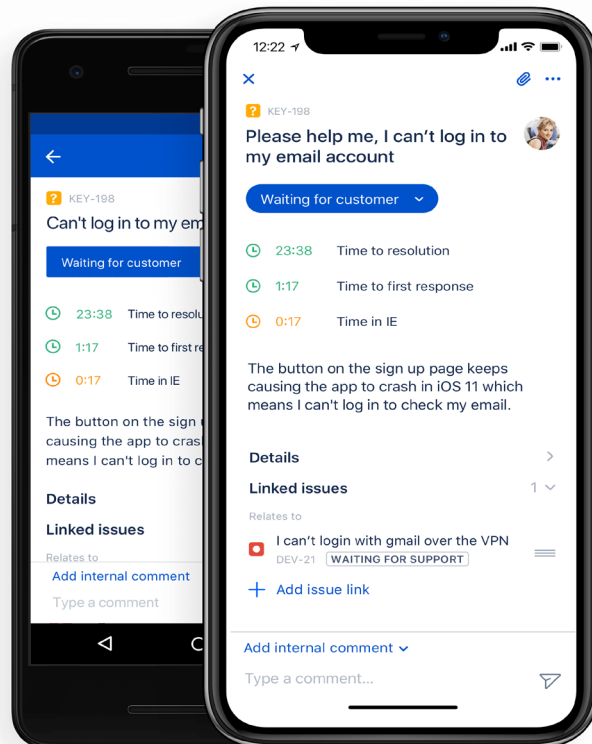 KEY-198
Can't log in to my em
Waiting for customer
23:38 Time to resolu
1:17 Time to first re
0:17 Time in IE
The button on the sign
causing the app to cras
means I can't log in to c
Details
Linked issues
Relates to
Add internal comment
Type a comment
12:22
KEY-198
Please help me, I can’t log in to
my email account
Waiting for customer
23:38 Time to resolution
1:17 Time to first response
0:17 Time in IE
The button on the sign up page keeps
causing the app to crash in iOS 11 which
means I can't log in to check my email.
Details
Linked issues 1
Relates to
I can’t login with gmail over the VPN
DEV-21 WAITING FOR SUPPORT
Add issue link
Add internal comment
Type a comment...